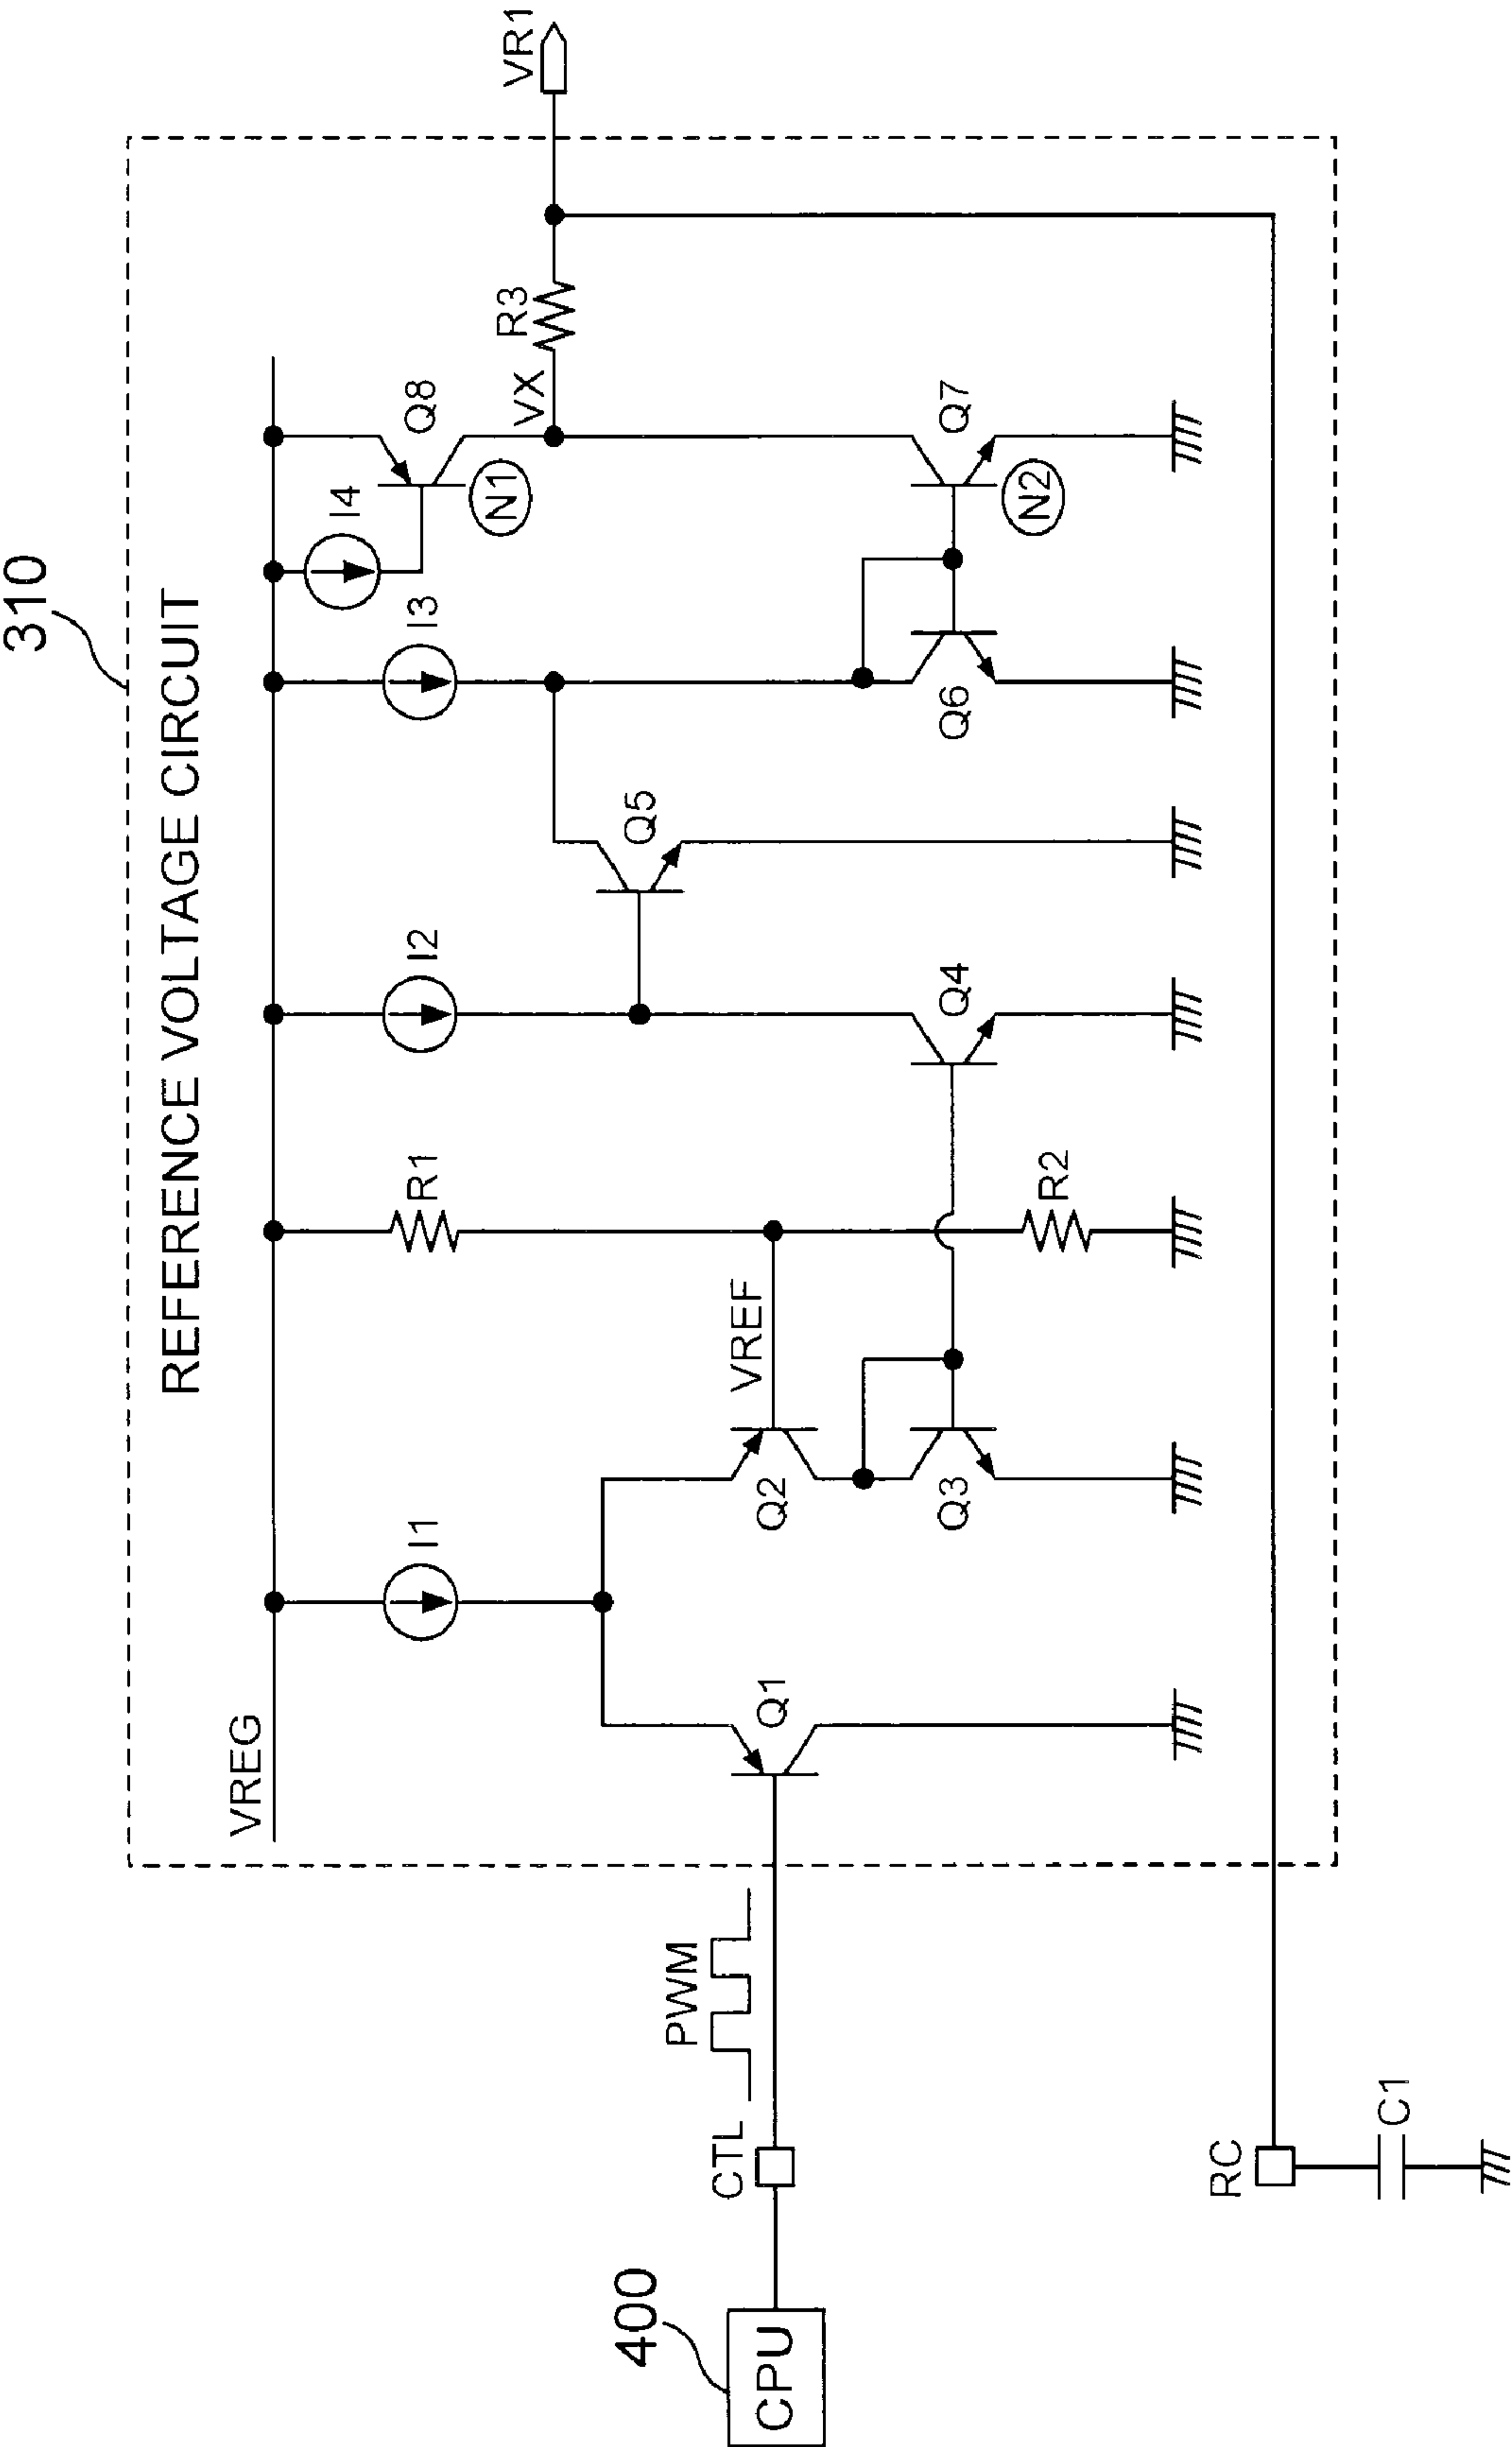 310
REFERENCE VOLTAGE CIRCUIT
VREG
I1
R1
I2
I3
I4
Q8
N1
VX
R3
VR1
Q5
400
CPU
CTL
PWM
Q1
Q2
VREF
Q3
R2
Q4
Q6
Q7
N2
RC
C1